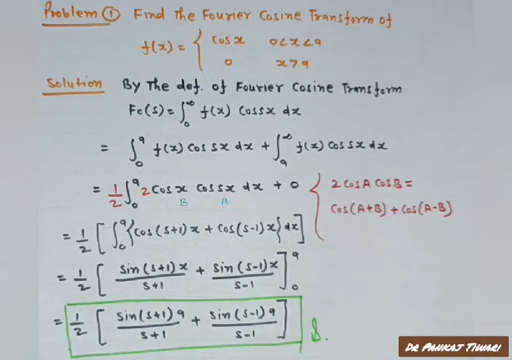 Problem ① Find the Fourier Cosine Transform of
f(x) = { cos x 0<x<a
0 x>a
Solution By the def. of Fourier Cosine Transform
Fc(s) = ∫₀^∞ f(x) cos sx dx
= ∫₀^a f(x) cos sx dx + ∫ₐ^∞ f(x) cos sx dx
= 1/2 ∫₀^a 2 cos x cos sx dx + 0 { 2 cos A cos B =
B A
cos(A+B) + cos(A-B)
= 1/2 [ ∫₀^a { cos(s+1)x + cos(s-1)x } dx ]
= 1/2 [ sin(s+1)x / s+1 + sin(s-1)x / s-1 ]₀^a
= 1/2 [ sin(s+1)a / s+1 + sin(s-1)a / s-1 ]
DR PANKAJ TIWARI